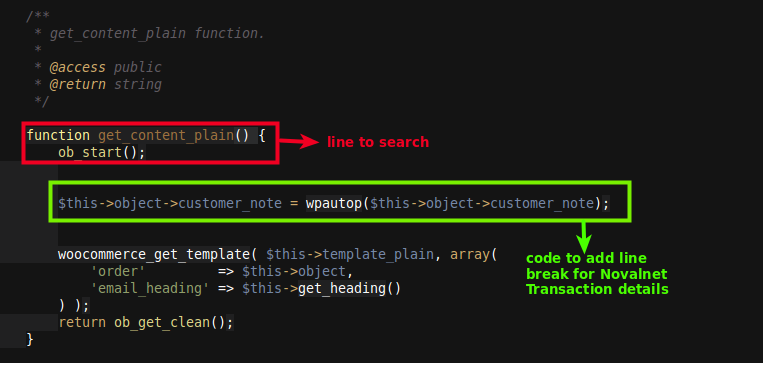 /**
 * get_content_plain function.
 *
 * @access public
 * @return string
 */
function get_content_plain() {
    ob_start();
line to search
    $this->object->customer_note = wpautop($this->object->customer_note);
    woocommerce_get_template( $this->template_plain, array(
        'order'         => $this->object,
        'email_heading' => $this->get_heading()
    ) );
    return ob_get_clean();
}
code to add line
break for Novalnet
Transaction details